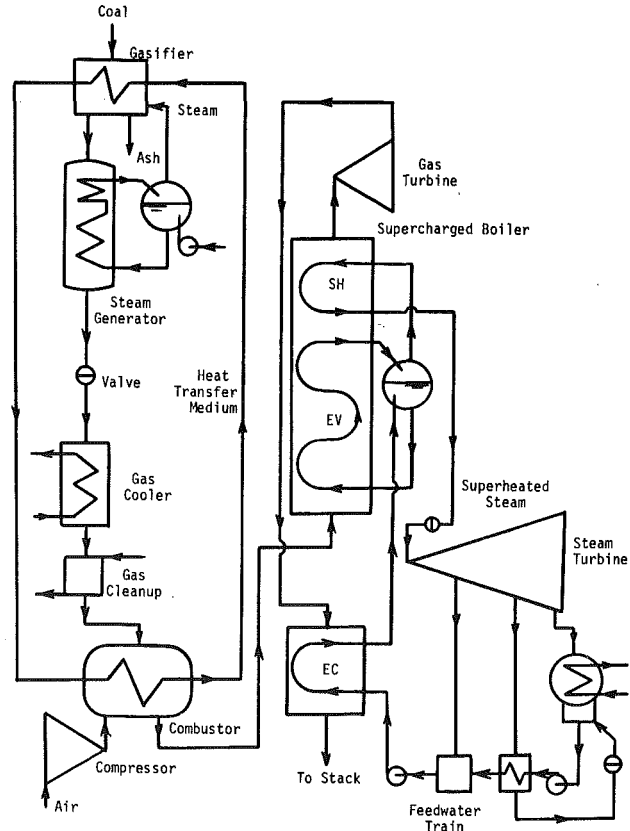 Coal
Gasifier
Steam
Ash
Steam
Generator
Valve
Heat
Transfer
Medium
Gas
Cooler
Gas
Cleanup
Combustor
Compressor
Air
Gas
Turbine
Supercharged Boiler
SH
EV
Superheated
Steam
Steam
Turbine
EC
To Stack
Feedwater
Train